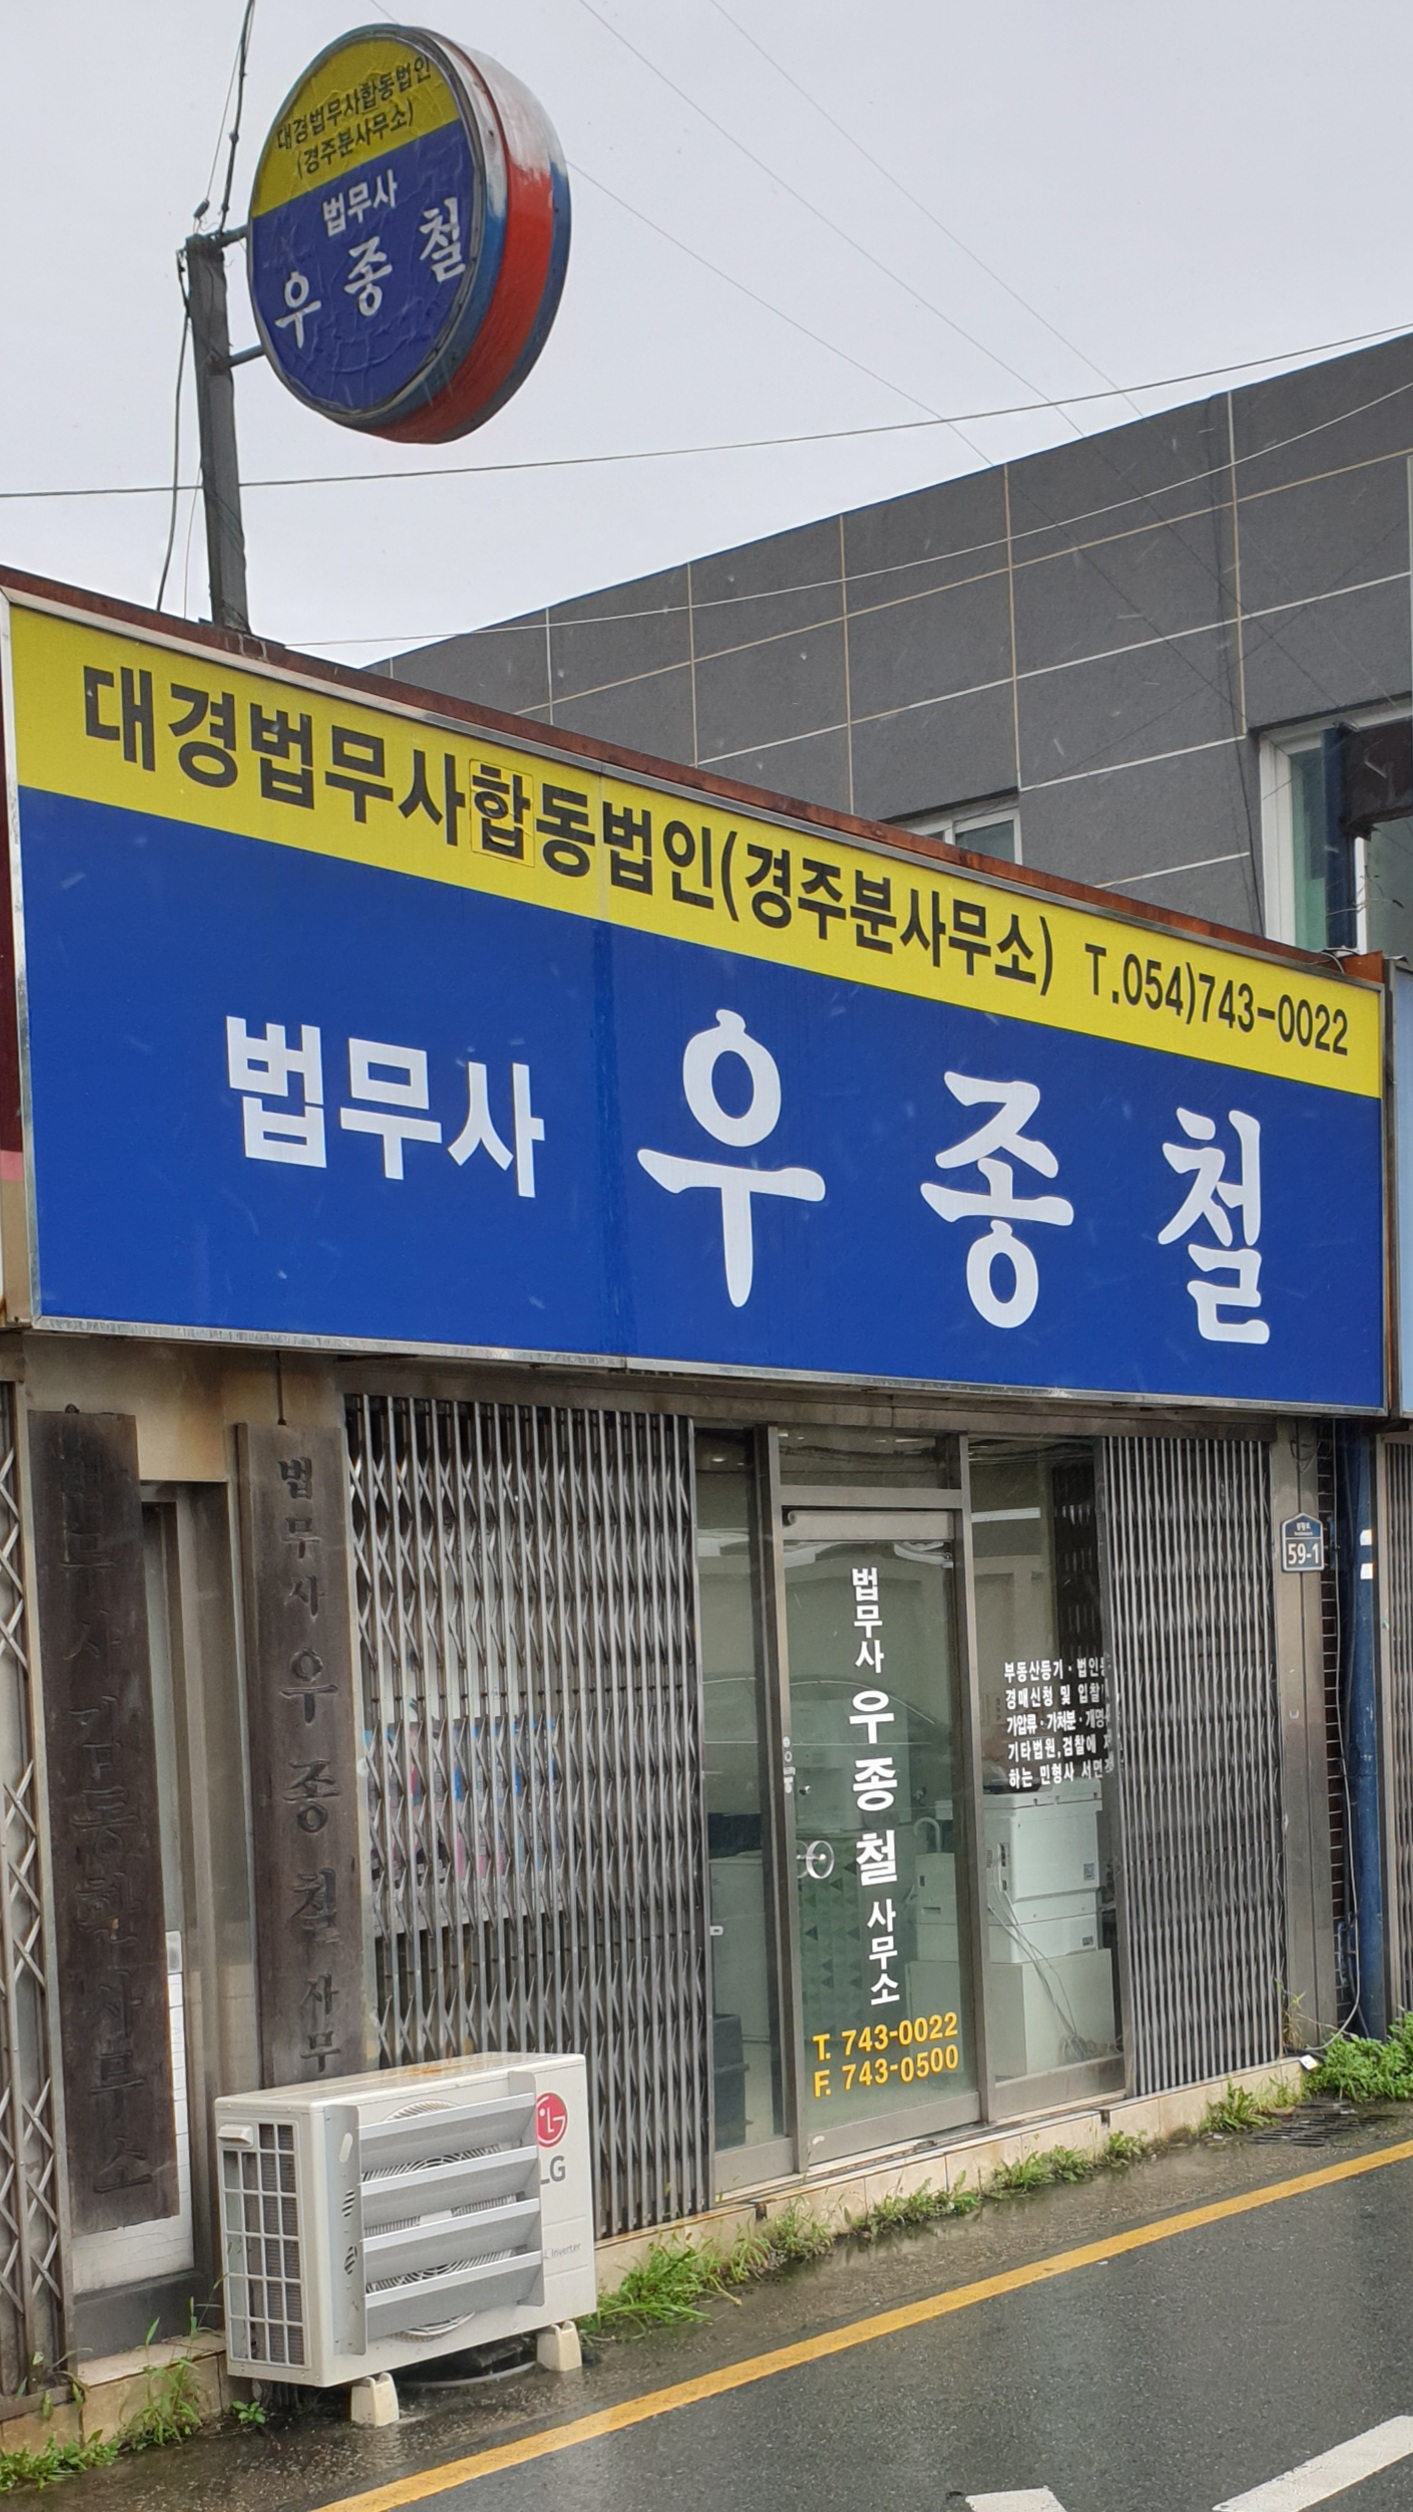 대경법무사합동법인
(경주분사무소)
법무사
우종철
대경법무사합동법인(경주분사무소) T.054)743-0022
법무사 우종철
법무사 우종철 사무
법무사 우종철 사무소
T. 743-0022
F. 743-0500
부동산등기·법인
경매신청 및 입찰
가압류·가처분·개명
기타법원,검찰에
하는 민형사 서면
59-1
LG
Inverter